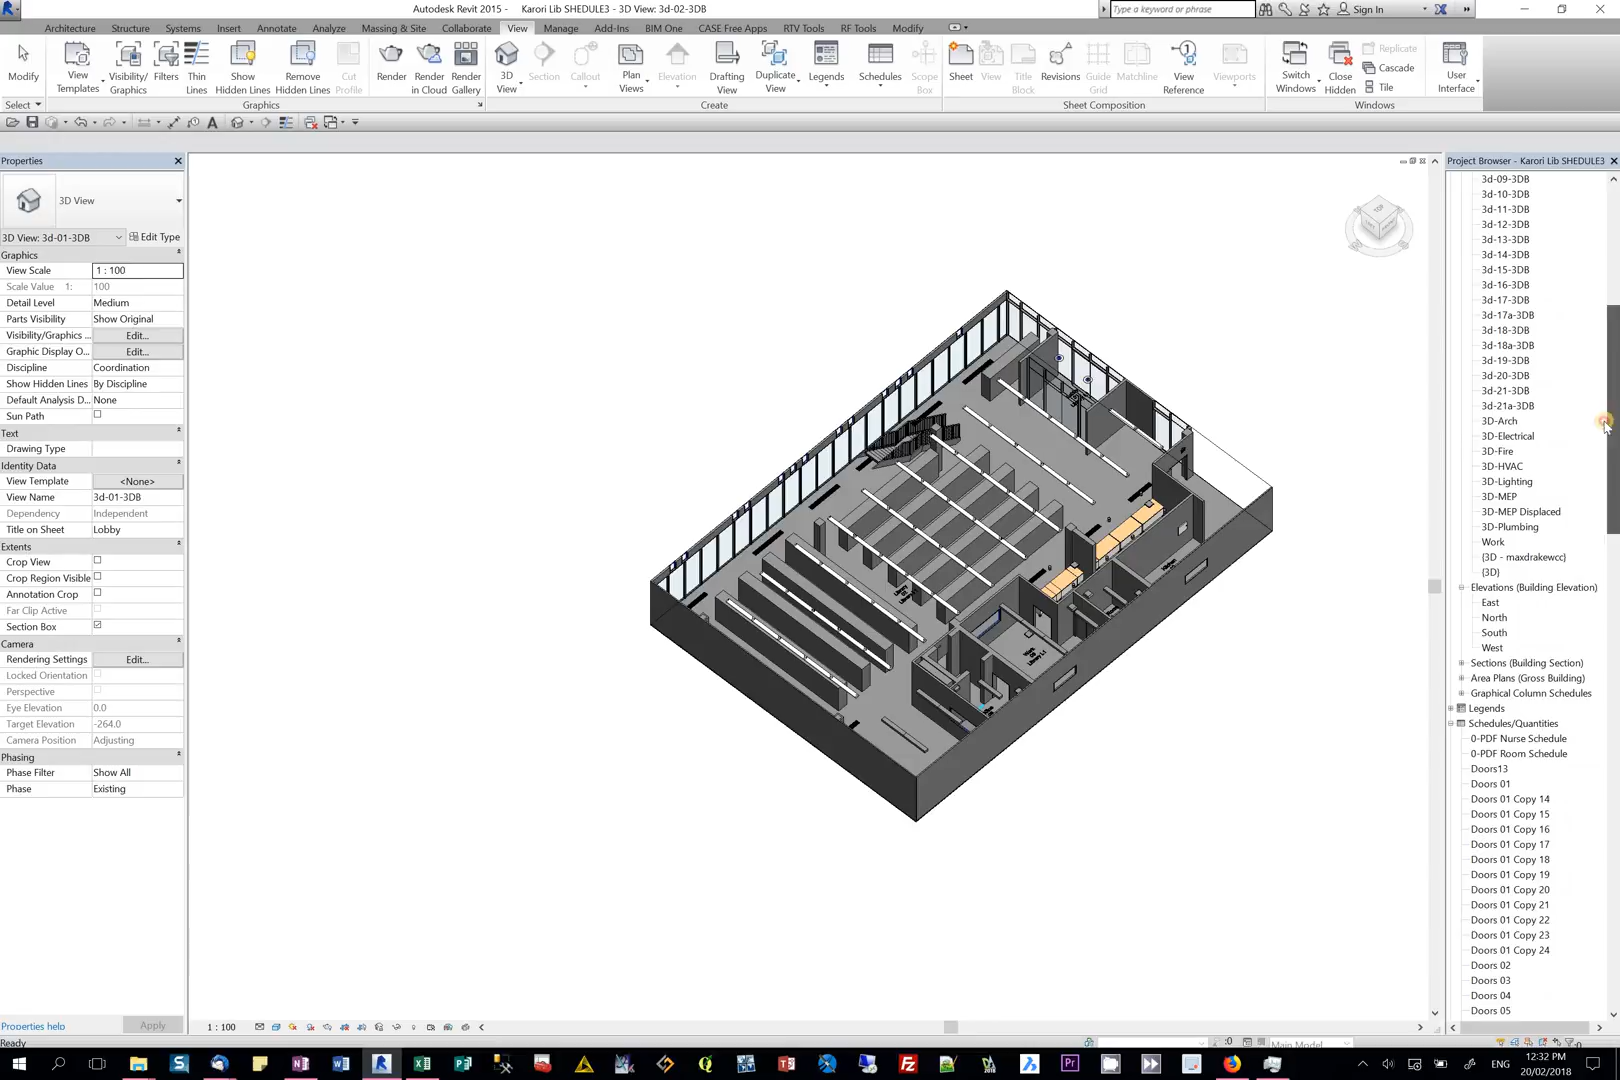 Autodesk Revit 2015 - Karori Lib SHEDULE3 - 3D View: 3d-02-3DB
Type a keyword or phrase
Sign In
Architecture Structure Systems Insert Annotate Analyze Massing & Site Collaborate View Manage Add-Ins BIM One CASE Free Apps RTV Tools RF Tools Modify
Modify
View Templates
Visibility/ Graphics
Filters
Thin Lines
Show Hidden Lines
Remove Hidden Lines
Cut Profile
Render
Render in Cloud
Render Gallery
3D View
Section
Callout
Plan Views
Elevation
Drafting View
Duplicate View
Legends
Schedules
Scope Box
Sheet
View
Title Block
Revisions
Guide Grid
Matchline
View Reference
Viewports
Switch Windows
Close Hidden
Replicate
Cascade
Tile
User Interface
Select
Graphics
Create
Sheet Composition
Windows
Properties
3D View
3D View: 3d-01-3DB
Edit Type
Graphics
View Scale 1 : 100
Scale Value 1: 100
Detail Level Medium
Parts Visibility Show Original
Visibility/Graphics ... Edit...
Graphic Display O... Edit...
Discipline Coordination
Show Hidden Lines By Discipline
Default Analysis D... None
Sun Path
Text
Drawing Type
Identity Data
View Template <None>
View Name 3d-01-3DB
Dependency Independent
Title on Sheet Lobby
Extents
Crop View
Crop Region Visible
Annotation Crop
Far Clip Active
Section Box
Camera
Rendering Settings Edit...
Locked Orientation
Perspective
Eye Elevation 0.0
Target Elevation -264.0
Camera Position Adjusting
Phasing
Phase Filter Show All
Phase Existing
Properties help
Apply
TOP
1 : 100
Project Browser - Karori Lib SHEDULE3
3d-09-3DB
3d-10-3DB
3d-11-3DB
3d-12-3DB
3d-13-3DB
3d-14-3DB
3d-15-3DB
3d-16-3DB
3d-17-3DB
3d-17a-3DB
3d-18-3DB
3d-18a-3DB
3d-19-3DB
3d-20-3DB
3d-21-3DB
3d-21a-3DB
3D-Arch
3D-Electrical
3D-Fire
3D-HVAC
3D-Lighting
3D-MEP
3D-MEP Displaced
3D-Plumbing
Work
{3D - maxdrakewcc}
{3D}
Elevations (Building Elevation)
East
North
South
West
Sections (Building Section)
Area Plans (Gross Building)
Graphical Column Schedules
Legends
Schedules/Quantities
0-PDF Nurse Schedule
0-PDF Room Schedule
Doors13
Doors 01
Doors 01 Copy 14
Doors 01 Copy 15
Doors 01 Copy 16
Doors 01 Copy 17
Doors 01 Copy 18
Doors 01 Copy 19
Doors 01 Copy 20
Doors 01 Copy 21
Doors 01 Copy 22
Doors 01 Copy 23
Doors 01 Copy 24
Doors 02
Doors 03
Doors 04
Doors 05
Ready
:0
Main Model
ENG
12:32 PM
20/02/2018